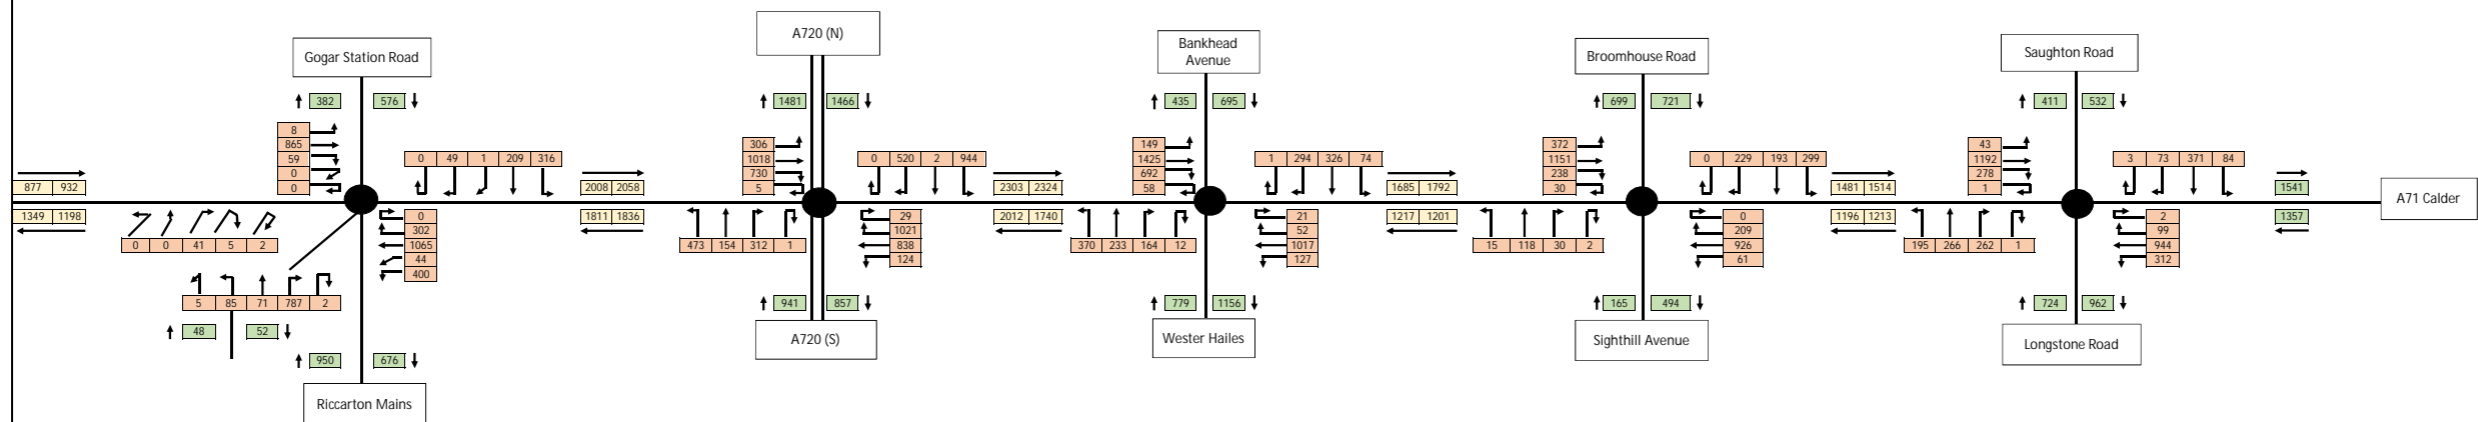 A720 (N)
Bankhead
Avenue
Gogar Station Road
Broomhouse Road
Saughton Road
382 576
1481 1466
435 695
699 721
411 532
8
865
59
0
0
0 49 1 209 316
306
1018
730
5
0 520 2 944
149
1425
692
58
1 294 326 74
372
1151
238
30
0 229 193 299
43
1192
278
1
3 73 371 84
877 932
2008 2058
2303 2324
1685 1792
1481 1514
1541
A71 Calder
1349 1198
1811 1836
2012 1740
1217 1201
1196 1213
1357
0 0 41 5 2
0
302
1065
44
400
473 154 312 1
29
1021
838
124
370 233 164 12
21
52
1017
127
15 118 30 2
0
209
926
61
195 266 262 1
2
99
944
312
5 85 71 787 2
48 52
950 676
941 857
779 1156
165 494
724 962
Riccarton Mains
A720 (S)
Wester Hailes
Sighthill Avenue
Longstone Road